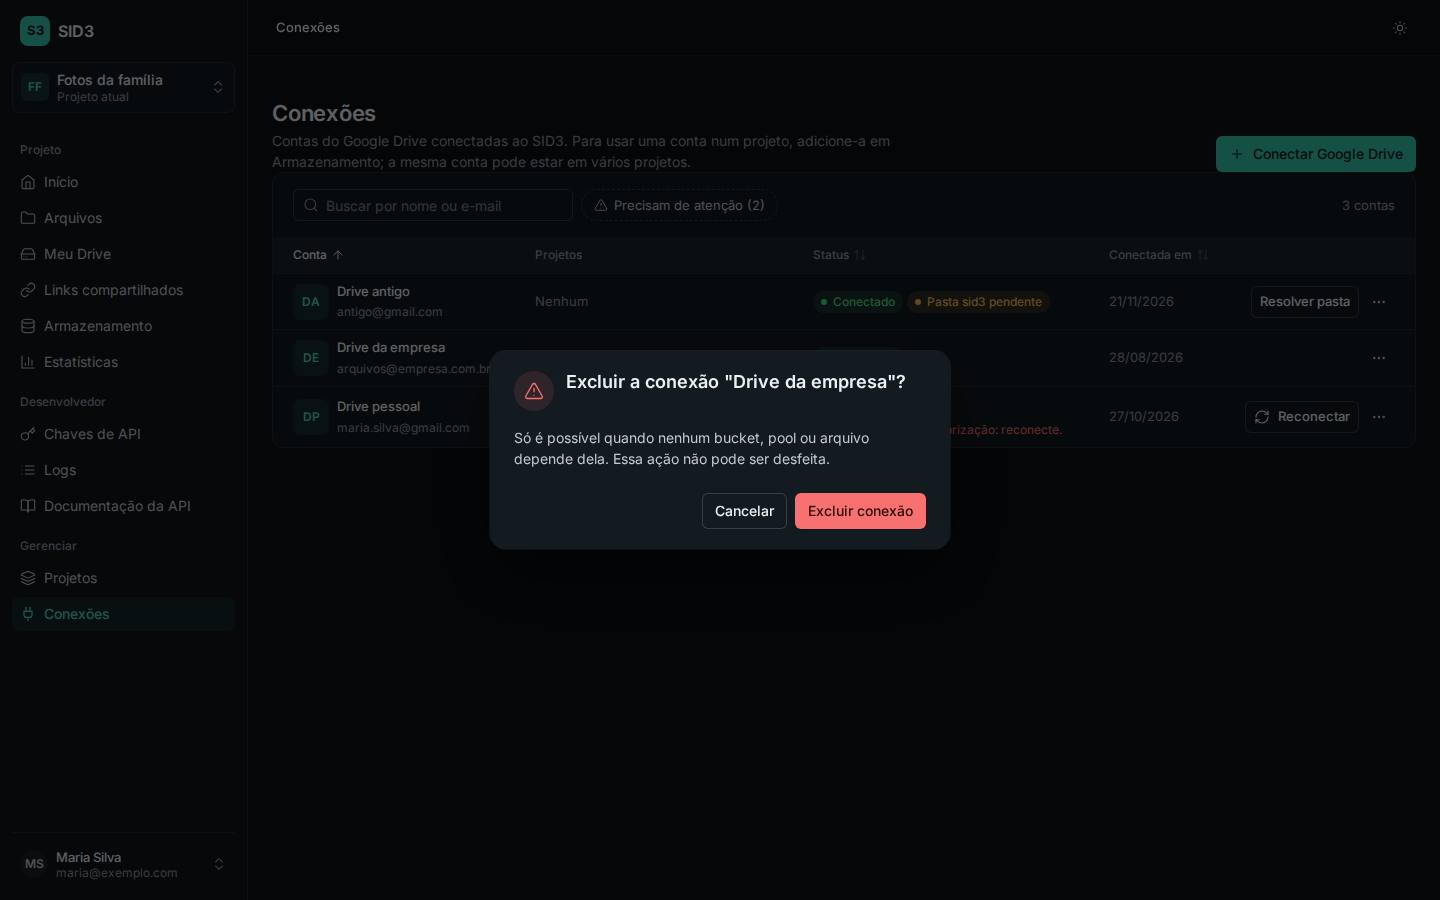 S3 SID3
FF Fotos da família
Projeto atual
Projeto
Início
Arquivos
Meu Drive
Links compartilhados
Armazenamento
Estatísticas
Desenvolvedor
Chaves de API
Logs
Documentação da API
Gerenciar
Projetos
Conexões
MS Maria Silva
maria@exemplo.com
Conexões
Conexões
Contas do Google Drive conectadas ao SID3. Para usar uma conta num projeto, adicione-a em
Armazenamento; a mesma conta pode estar em vários projetos.
Conectar Google Drive
Buscar por nome ou e-mail Precisam de atenção (2) 3 contas
Conta Projetos Status Conectada em
DA Drive antigo Nenhum Conectado Pasta sid3 pendente 21/11/2026 Resolver pasta
antigo@gmail.com
DE Drive da empresa 28/08/2026
arquivos@empresa.com.br
DP Drive pessoal 27/10/2026 Reconectar
maria.silva@gmail.com
reconecte.
Excluir a conexão "Drive da empresa"?
Só é possível quando nenhum bucket, pool ou arquivo
depende dela. Essa ação não pode ser desfeita.
Cancelar Excluir conexão